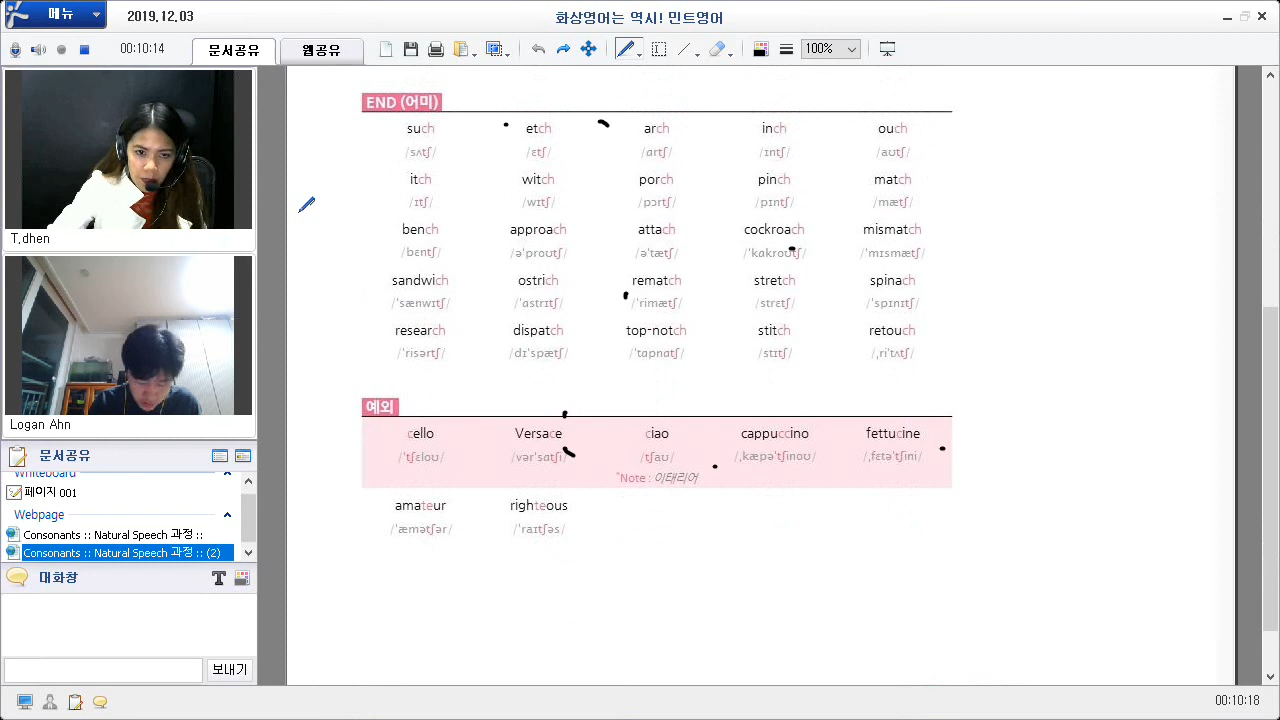 메뉴 2019.12.03 화상영어는 역시! 민트영어
00:10:14 문서공유 웹공유 100%
T.dhen
Logan Ahn
문서공유
Whiteboard
페이지 001
Webpage
Consonants :: Natural Speech 과정 ::
Consonants :: Natural Speech 과정 :: (2)
대화창
보내기
END (어미)
such etch arch inch ouch
/sʌtʃ/ /ɛtʃ/ /ɑrtʃ/ /ɪntʃ/ /aʊtʃ/
itch witch porch pinch match
/ɪtʃ/ /wɪtʃ/ /pɔrtʃ/ /pɪntʃ/ /mætʃ/
bench approach attach cockroach mismatch
/bɛntʃ/ /ə'proʊtʃ/ /ə'tætʃ/ /'kɑkroʊtʃ/ /'mɪsmætʃ/
sandwich ostrich rematch stretch spinach
/'sænwɪtʃ/ /'ɑstrɪtʃ/ /'rimætʃ/ /strɛtʃ/ /'spɪnɪtʃ/
research dispatch top-notch stitch retouch
/'risərtʃ/ /dɪ'spætʃ/ /'tɑpnɑtʃ/ /stɪtʃ/ /ˌri'tʌtʃ/
예외
cello Versace ciao cappuccino fettucine
/'tʃɛloʊ/ /vər'sɑtʃi/ /tʃaʊ/ /ˌkæpə'tʃinoʊ/ /ˌfɛtə'tʃini/
*Note : 이태리어
amateur righteous
/'æmətʃər/ /'raɪtʃəs/
00:10:18